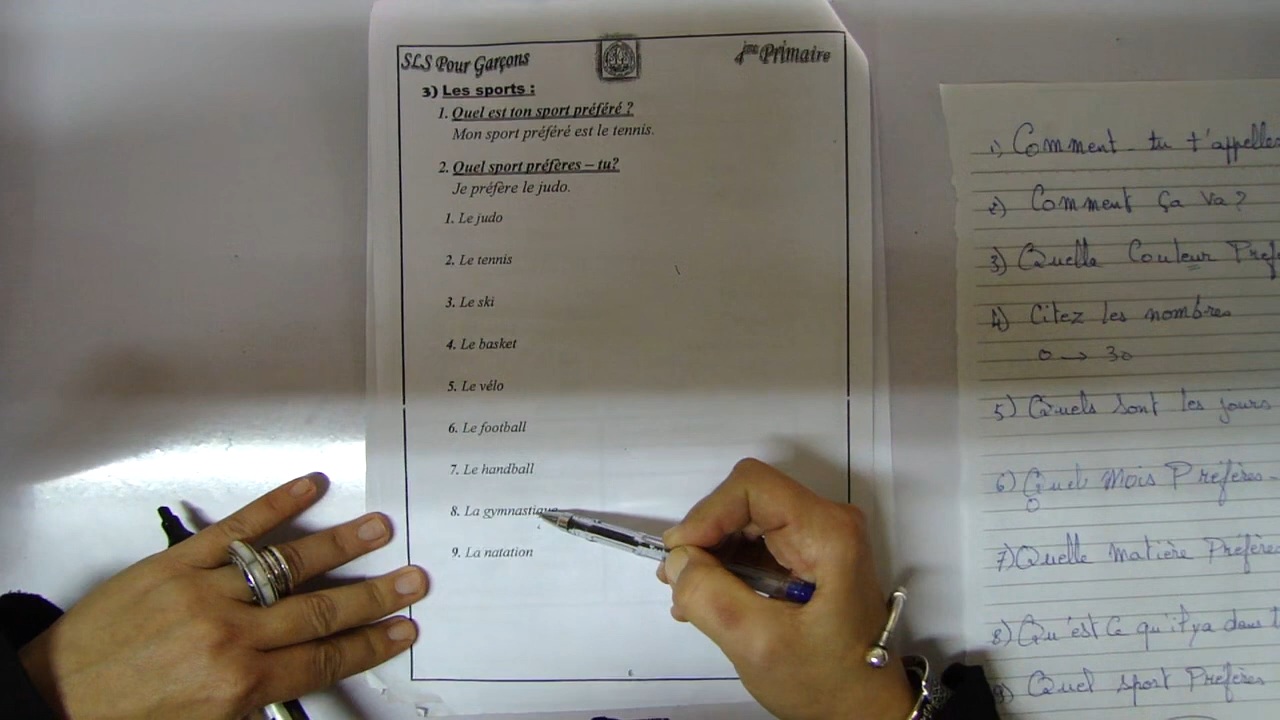 SLS Pour Garçons
4ème Primaire
3) Les sports :
1. Quel est ton sport préféré ?
Mon sport préféré est le tennis.
2. Quel sport préfères – tu?
Je préfère le judo.
1. Le judo
2. Le tennis
3. Le ski
4. Le basket
5. Le vélo
6. Le football
7. Le handball
8. La gymnastique
9. La natation
6
1) Comment - tu t'appelles
2) Comment ça va ?
3) Quelle Couleur
4) Citez les nombres
0 → 30
5) Quels sont les jours
6) Quel Mois Préfères -
7) Quelle matière
8) Qu'est ce qu'il ya dans
9) Quel sport Préfères